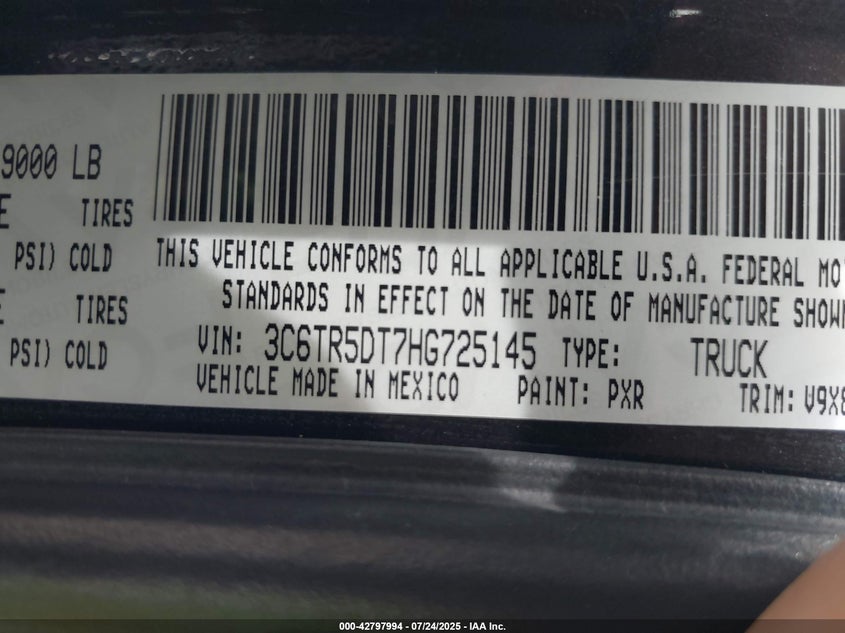 9000 LB
E TIRES
PSI) COLD
E TIRES
PSI) COLD
THIS VEHICLE CONFORMS TO ALL APPLICABLE U.S.A. FEDERAL MOT
STANDARDS IN EFFECT ON THE DATE OF MANUFACTURE SHOWN
VIN: 3C6TR5DT7HG725145 TYPE: TRUCK
VEHICLE MADE IN MEXICO PAINT: PXR TRIM: V9X8
000-42797994 - 07/24/2025 - IAA Inc.